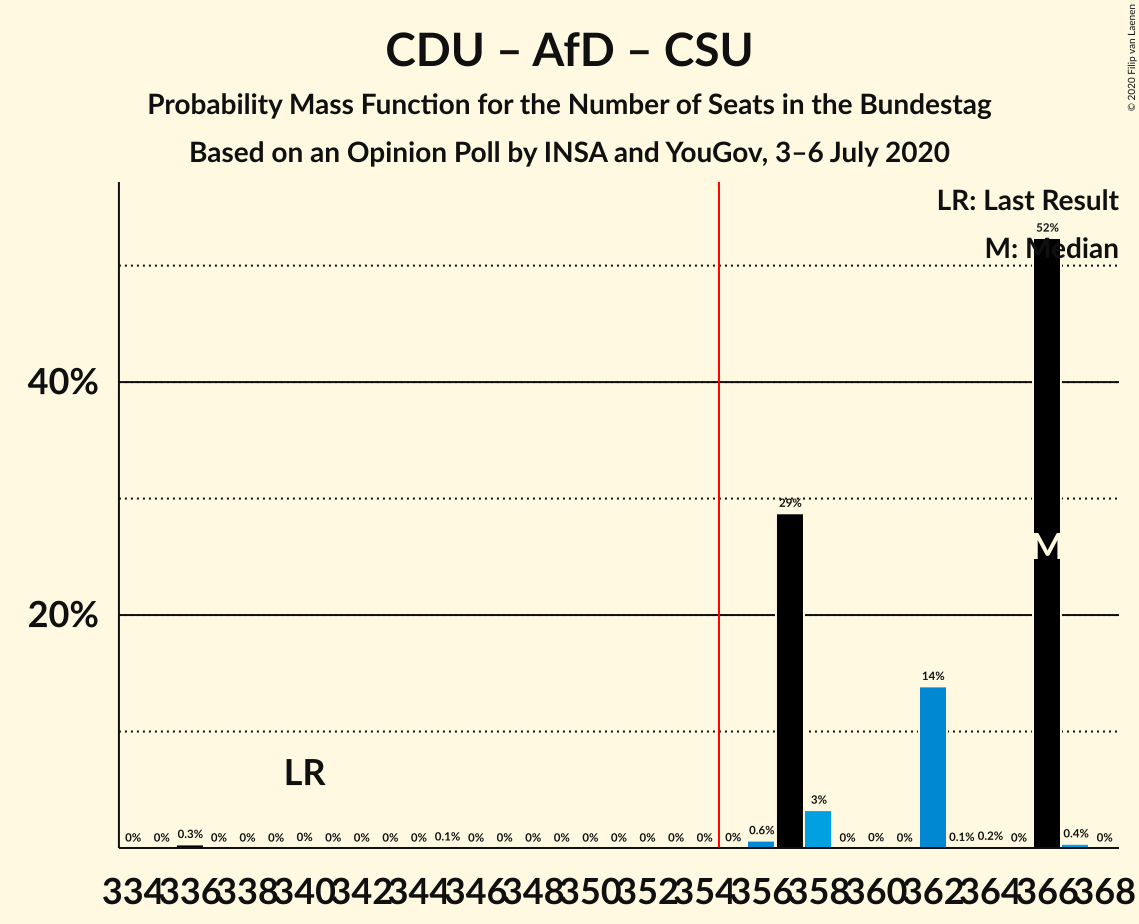 CDU – AfD – CSU
Probability Mass Function for the Number of Seats in the Bundestag
Based on an Opinion Poll by INSA and YouGov, 3–6 July 2020
© 2020 Filip van Laenen
LR: Last Result
M: Median
52%
40%
29%
M
20%
14%
LR
3%
0% 0% 0.3% 0% 0% 0% 0% 0% 0% 0% 0% 0.1% 0% 0% 0% 0% 0% 0% 0% 0% 0% 0% 0.6% 0% 0% 0% 0.1% 0.2% 0% 0.4% 0%
334 336 338 340 342 344 346 348 350 352 354 356 358 360 362 364 366 368